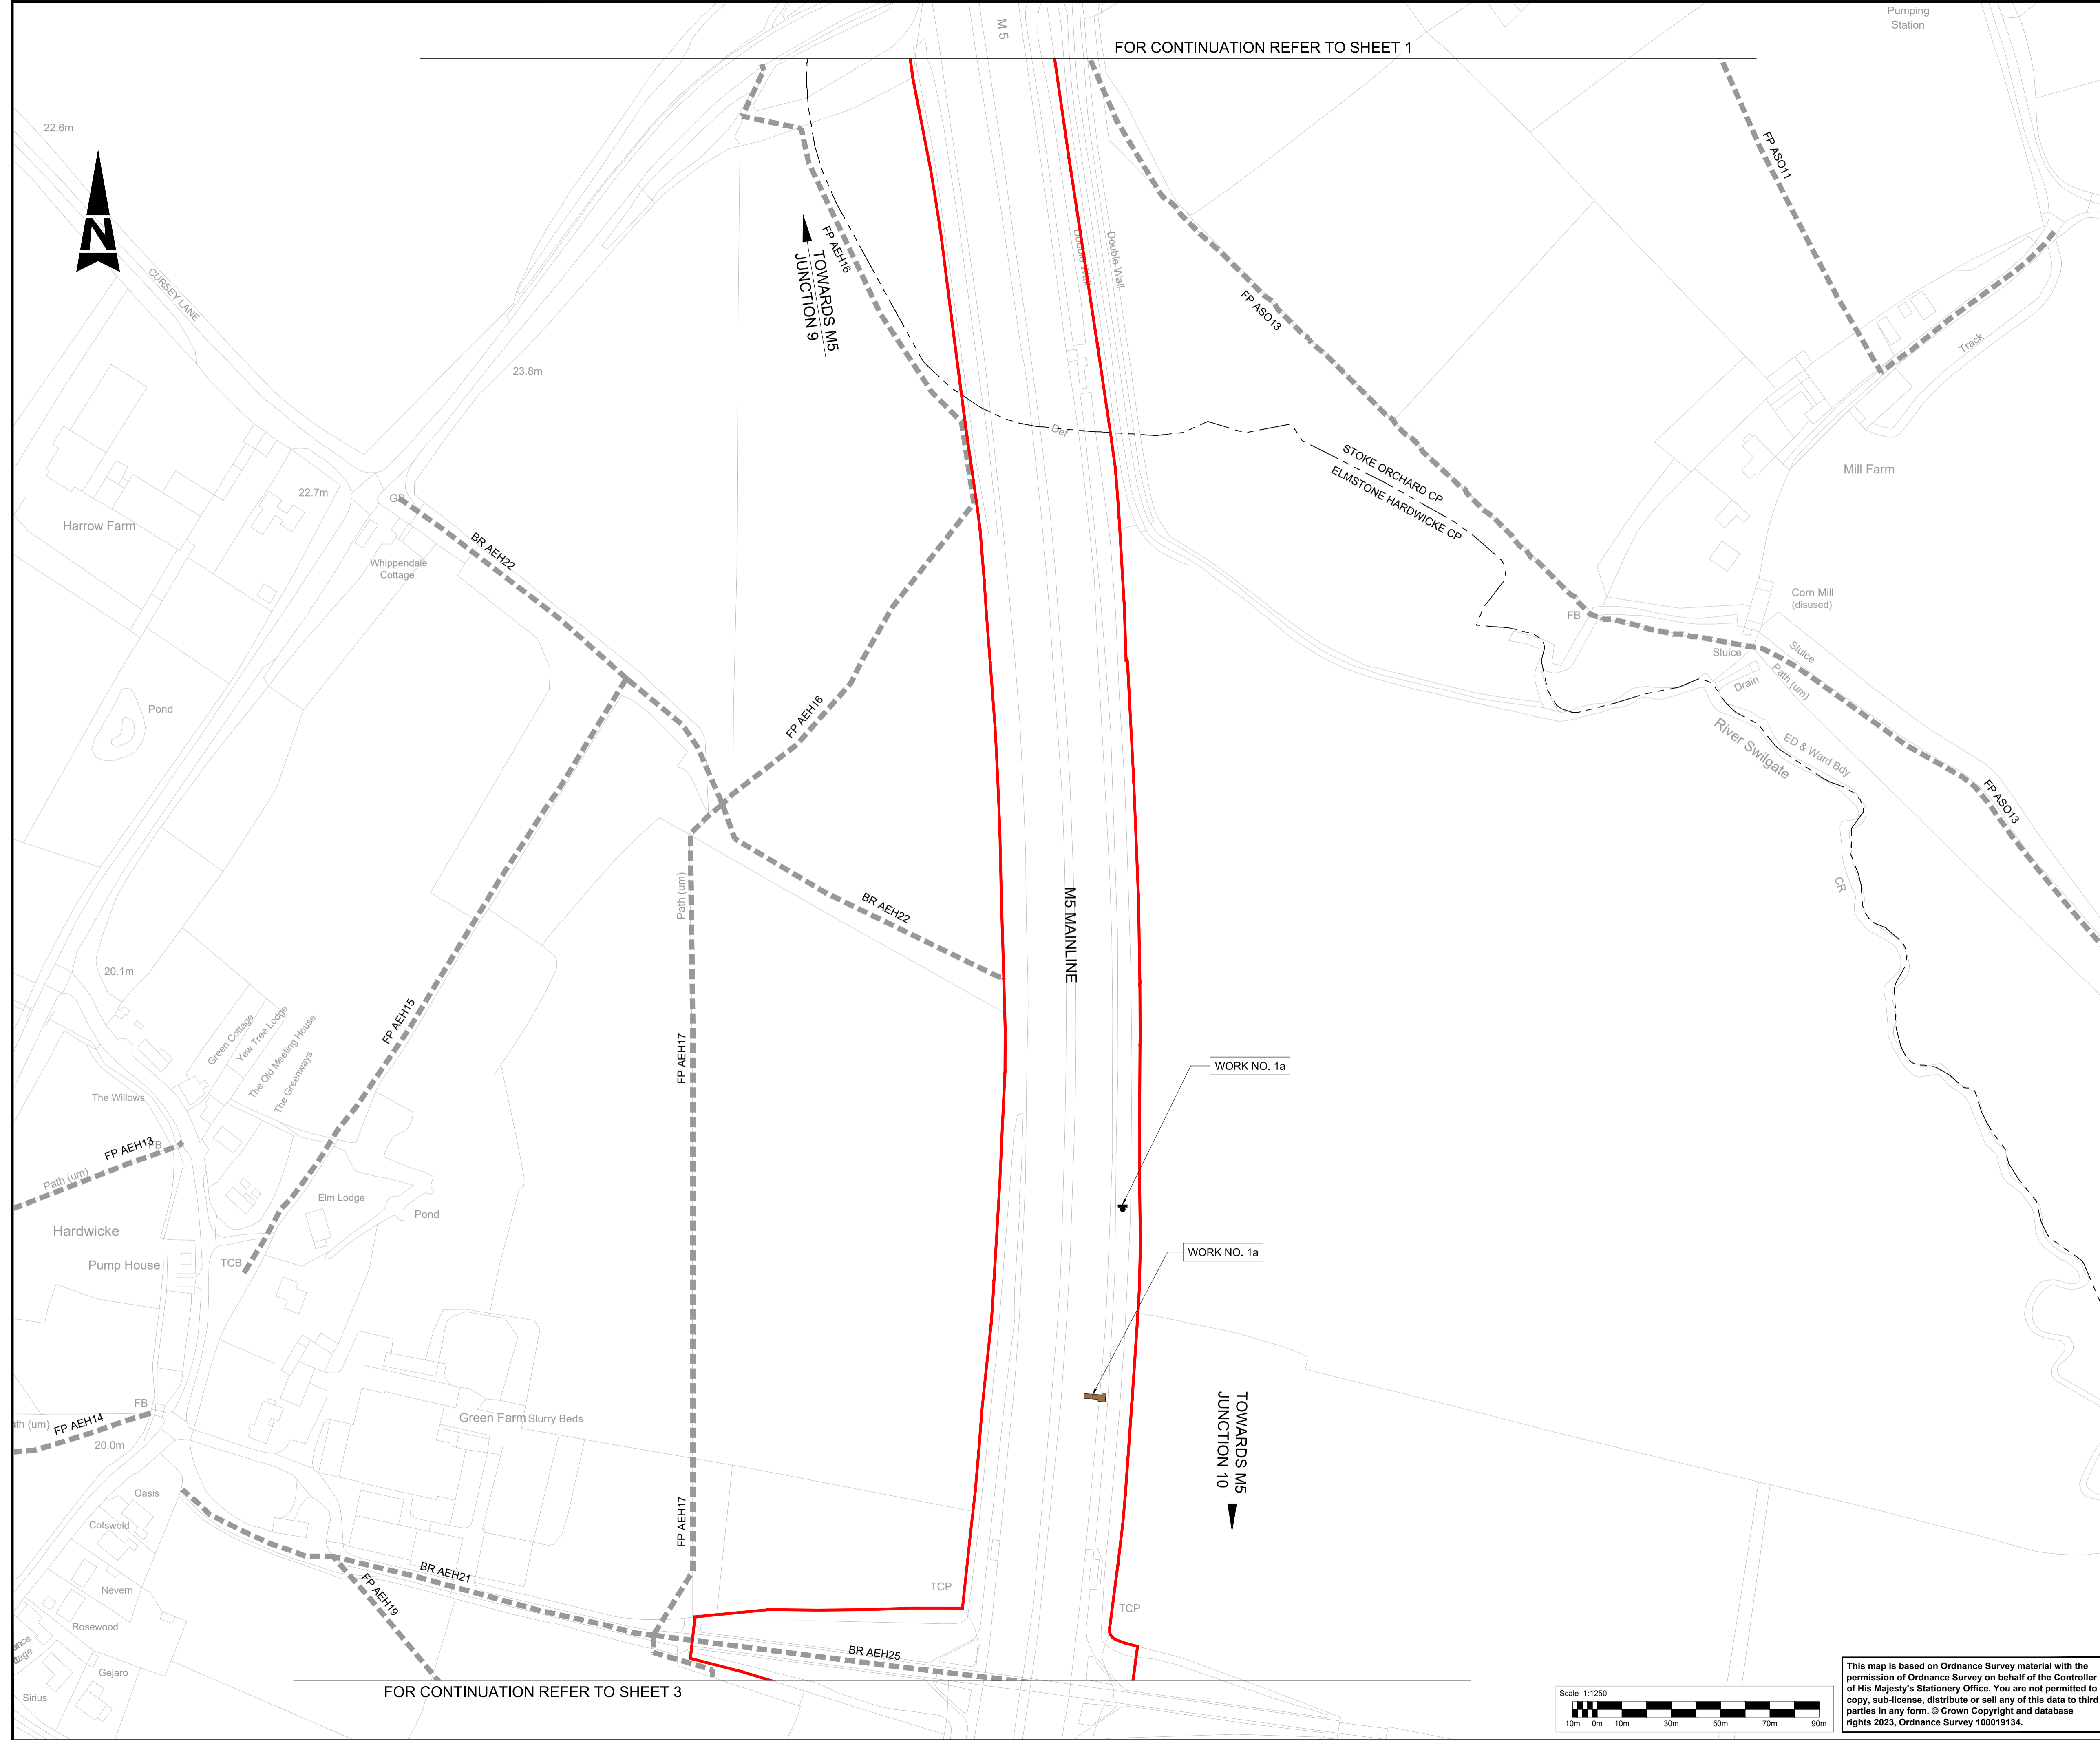 Pumping
Station
M 5
FOR CONTINUATION REFER TO SHEET 1
22.6m
N
CURSEY LANE
FP ASO11
FP AEH16
TOWARDS M5
JUNCTION 9
Double Wall
Double Wall
FP ASO13
Track
23.8m
Def
STOKE ORCHARD CP
ELMSTONE HARDWICKE CP
Mill Farm
22.7m
GP
Harrow Farm
BR AEH22
Whippendale
Cottage
Corn Mill
(disused)
FB
Sluice
Sluice
Path (um)
Drain
FP AEH16
Pond
River Swilgate
ED & Ward Bdy
FP ASO13
Path (um)
BR AEH22
CR
M5 MAINLINE
20.1m
FP AEH15
Green Cottage
Yew Tree Lodge
The Old Meeting House
The Greenways
FP AEH17
WORK NO. 1a
The Willows
FP AEH13
FB
Path (um)
Elm Lodge
Pond
Hardwicke
Pump House
TCB
WORK NO. 1a
TOWARDS M5
JUNCTION 10
FB
Green Farm
Slurry Beds
FP AEH14
20.0m
Oasis
FP AEH17
Cotswold
BR AEH21
FP AEH19
Nevern
TCP
TCP
Rosewood
BR AEH25
Gejaro
Sirius
FOR CONTINUATION REFER TO SHEET 3
Scale 1:1250
10m 0m 10m 30m 50m 70m 90m
This map is based on Ordnance Survey material with the
permission of Ordnance Survey on behalf of the Controller
of His Majesty's Stationery Office. You are not permitted to
copy, sub-license, distribute or sell any of this data to third
parties in any form. © Crown Copyright and database
rights 2023, Ordnance Survey 100019134.